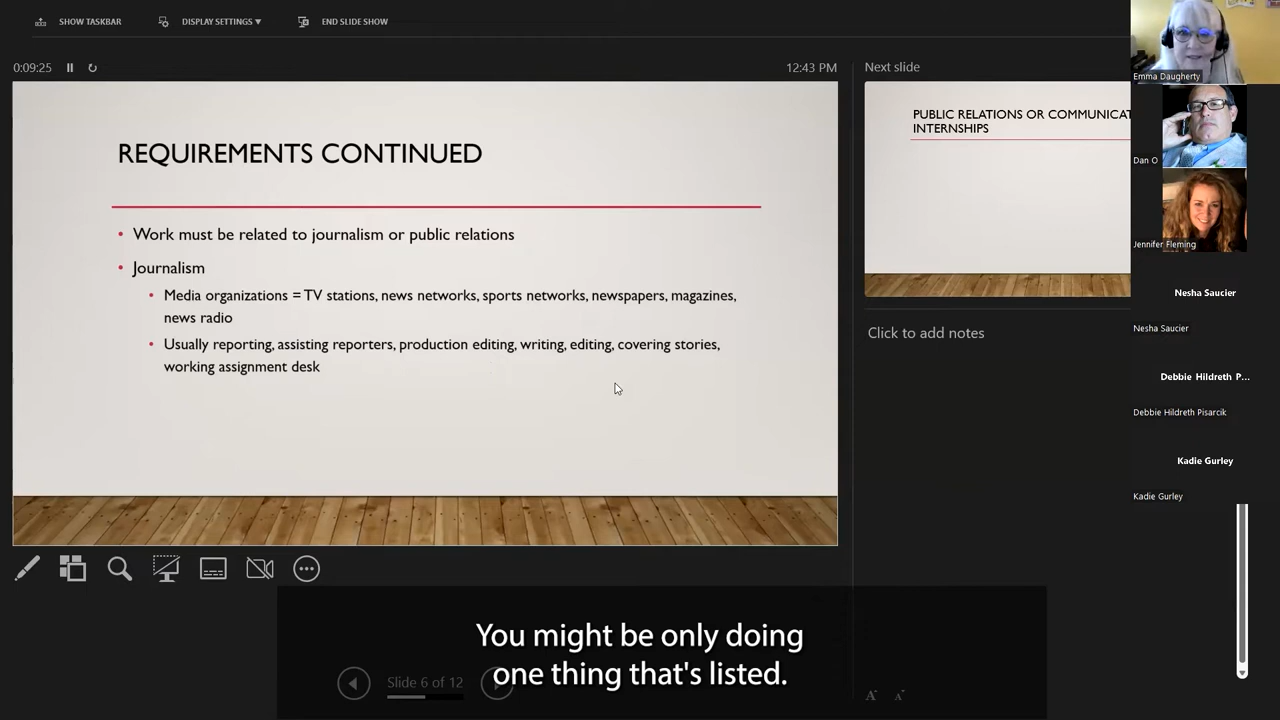 SHOW TASKBAR
DISPLAY SETTINGS ▼
END SLIDE SHOW
0:09:25
12:43 PM
REQUIREMENTS CONTINUED
• Work must be related to journalism or public relations
• Journalism
• Media organizations = TV stations, news networks, sports networks, newspapers, magazines,
news radio
• Usually reporting, assisting reporters, production editing, writing, editing, covering stories,
working assignment desk
Next slide
PUBLIC RELATIONS OR COMMUNICAT
INTERNSHIPS
Click to add notes
Emma Daugherty
Dan O
Jennifer Fleming
Nesha Saucier
Nesha Saucier
Debbie Hildreth P...
Debbie Hildreth Pisarcik
Kadie Gurley
Kadie Gurley
You might be only doing
one thing that's listed.
Slide 6 of 12
A
A